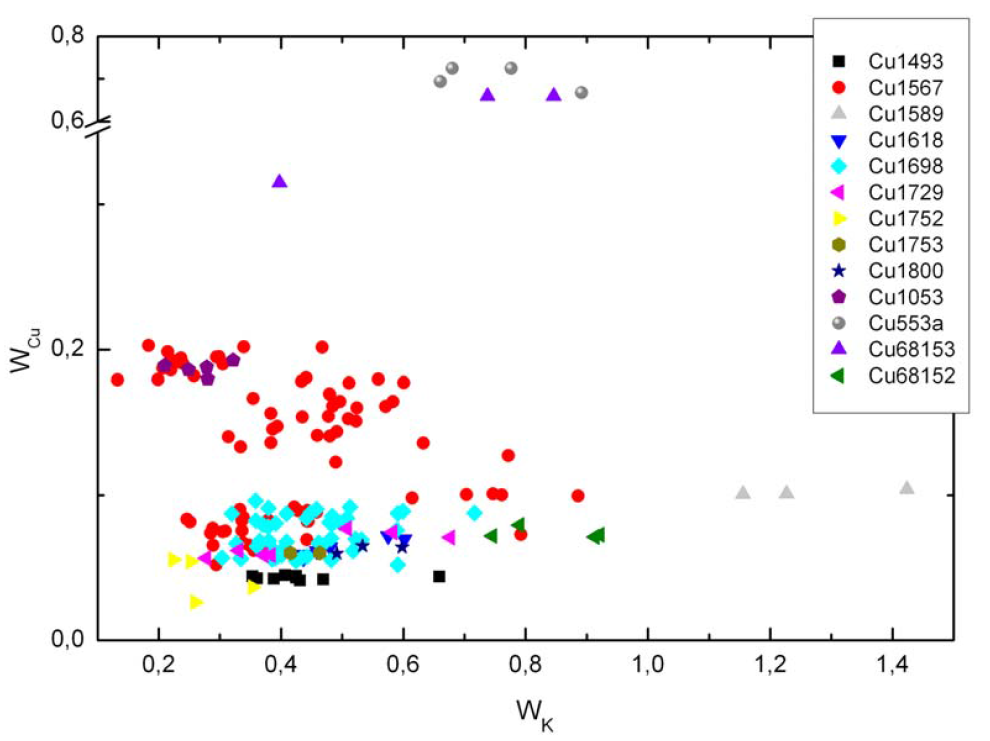 0,8
0,6
0,2
0,0
W_Cu
0,2 0,4 0,6 0,8 1,0 1,2 1,4
W_K
Cu1493
Cu1567
Cu1589
Cu1618
Cu1698
Cu1729
Cu1752
Cu1753
Cu1800
Cu1053
Cu553a
Cu68153
Cu68152